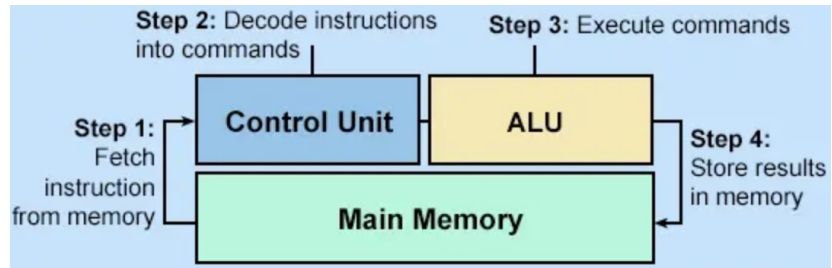 Step 2: Decode instructions
into commands
Step 3: Execute commands
Control Unit
ALU
Step 1:
Fetch
instruction
from memory
Step 4:
Store results
in memory
Main Memory